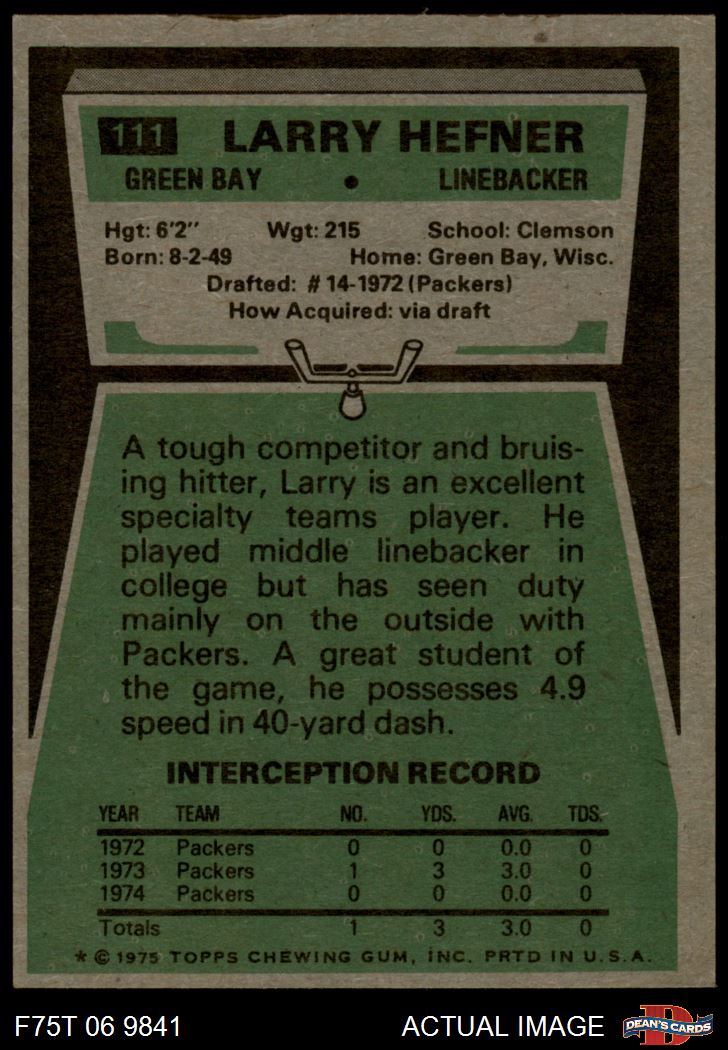 111 LARRY HEFNER
GREEN BAY • LINEBACKER
Hgt: 6'2" Wgt: 215 School: Clemson
Born: 8-2-49 Home: Green Bay, Wisc.
Drafted: # 14-1972 (Packers)
How Acquired: via draft
A tough competitor and bruis-
ing hitter, Larry is an excellent
specialty teams player. He
played middle linebacker in
college but has seen duty
mainly on the outside with
Packers. A great student of
the game, he possesses 4.9
speed in 40-yard dash.
INTERCEPTION RECORD
YEAR TEAM NO. YDS. AVG. TDS.
1972 Packers 0 0 0.0 0
1973 Packers 1 3 3.0 0
1974 Packers 0 0 0.0 0
Totals 1 3 3.0 0
* © 1975 TOPPS CHEWING GUM, INC. PRTD IN U.S.A.
F75T 06 9841 ACTUAL IMAGE D DEAN'S CARDS